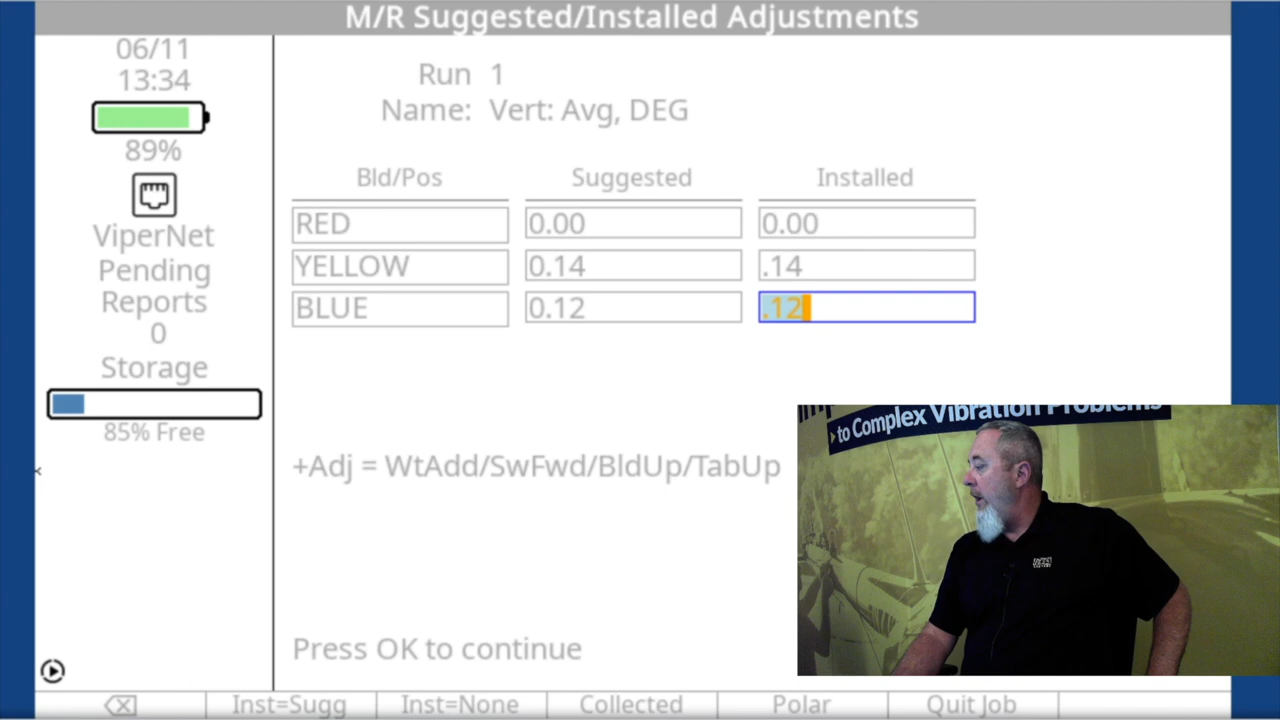 M/R Suggested/Installed Adjustments
06/11
13:34
89%
ViperNet
Pending
Reports
0
Storage
85% Free
Run 1
Name: Vert: Avg, DEG
Bld/Pos Suggested Installed
RED 0.00 0.00
YELLOW 0.14 .14
BLUE 0.12 .12
+Adj = WtAdd/SwFwd/BldUp/TabUp
to Complex Vibration Problems
Press OK to continue
Inst=Sugg Inst=None Collected Polar Quit Job